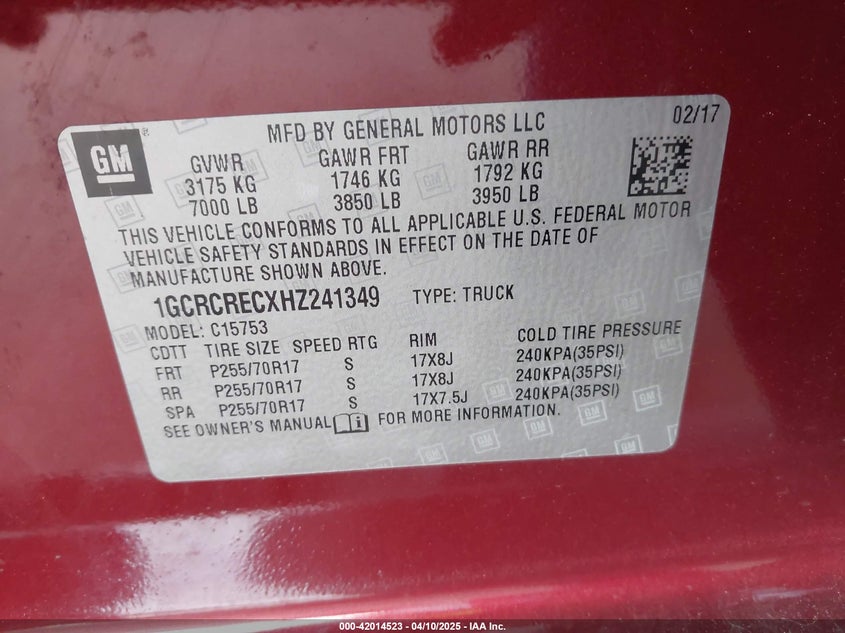 GM
®
MFD BY GENERAL MOTORS LLC
02/17
GVWR GAWR FRT GAWR RR
3175 KG 1746 KG 1792 KG
7000 LB 3850 LB 3950 LB
THIS VEHICLE CONFORMS TO ALL APPLICABLE U.S. FEDERAL MOTOR
VEHICLE SAFETY STANDARDS IN EFFECT ON THE DATE OF
MANUFACTURE SHOWN ABOVE.
1GCRCRECXHZ241349 TYPE: TRUCK
MODEL: C15753
CDTT TIRE SIZE SPEED RTG RIM COLD TIRE PRESSURE
FRT P255/70R17 S 17X8J 240KPA(35PSI)
RR P255/70R17 S 17X8J 240KPA(35PSI)
SPA P255/70R17 S 17X7.5J 240KPA(35PSI)
SEE OWNER'S MANUAL i FOR MORE INFORMATION.
000-42014523 - 04/10/2025 - IAA Inc.